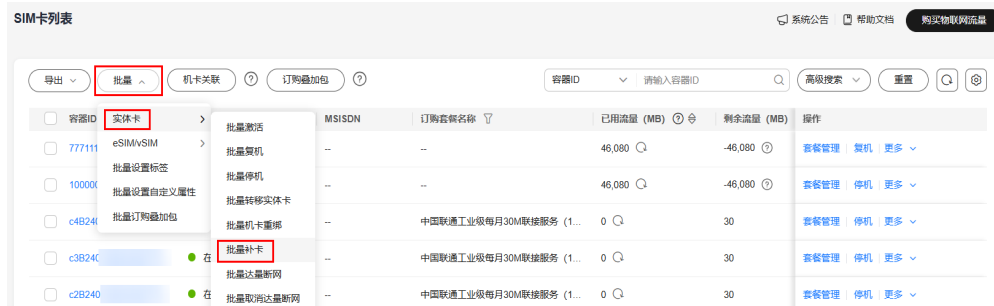 SIM卡列表
系统公告 帮助文档 购买物联网流量
导出 批量 机卡关联 订购叠加包 容器ID 请输入容器ID 高级搜索 重置
容器ID MSISDN 订购套餐名称 已用流量 (MB) 剩余流量 (MB) 操作
实体卡
eSIM/vSIM
批量设置标签
批量设置自定义属性
批量订购叠加包
批量激活
批量复机
批量停机
批量转移实体卡
批量机卡重绑
批量补卡
批量达量断网
批量取消达量断网
777111 -- -- 46,080 -46,080 套餐管理 复机 更多
10000 -- -- 46,080 -46,080 套餐管理 停机 更多
c4B240 -- 中国联通工业级每月30M联接服务 (1... 0 30 套餐管理 停机 更多
c3B240 在 -- 中国联通工业级每月30M联接服务 (1... 0 30 套餐管理 停机 更多
c2B240 在 -- 中国联通工业级每月30M联接服务 (1... 0 30 套餐管理 停机 更多